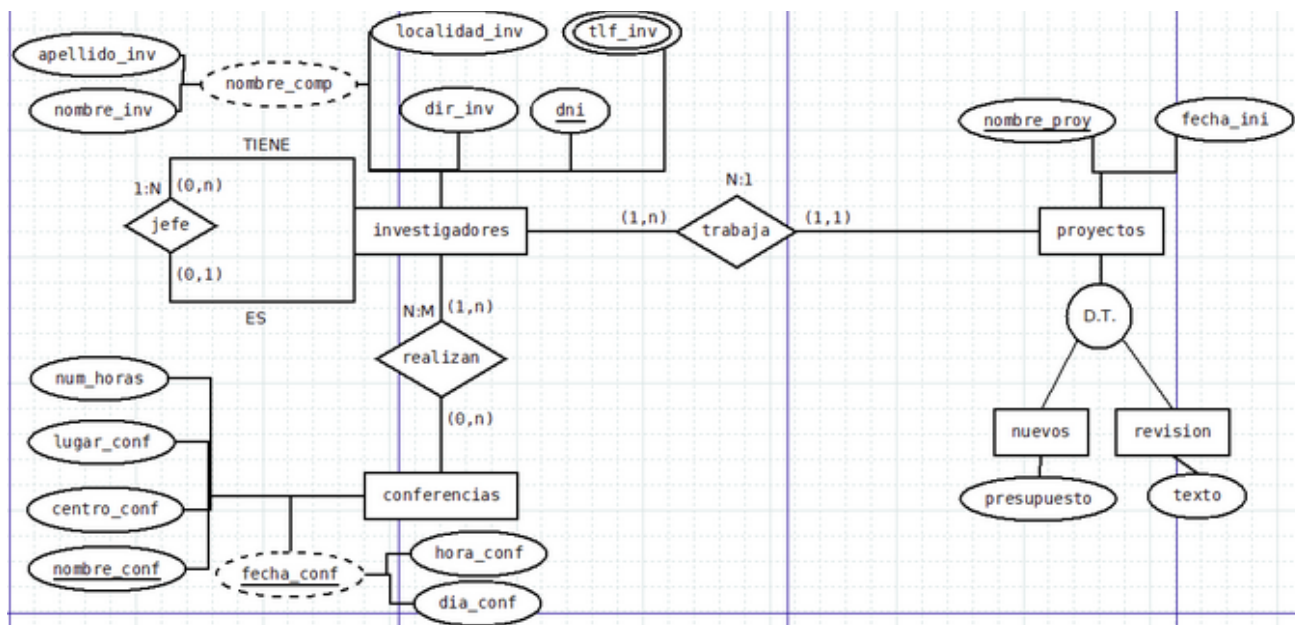 localidad_inv
tlf_inv
apellido_inv
nombre_comp
nombre_inv
dir_inv
dni
nombre_proy
fecha_ini
TIENE
1:N
(0,n)
jefe
(0,1)
ES
investigadores
(1,n)
N:1
trabaja
(1,1)
proyectos
N:M
(1,n)
realizan
(0,n)
D.T.
nuevos
revision
presupuesto
texto
num_horas
lugar_conf
centro_conf
nombre_conf
conferencias
fecha_conf
hora_conf
dia_conf